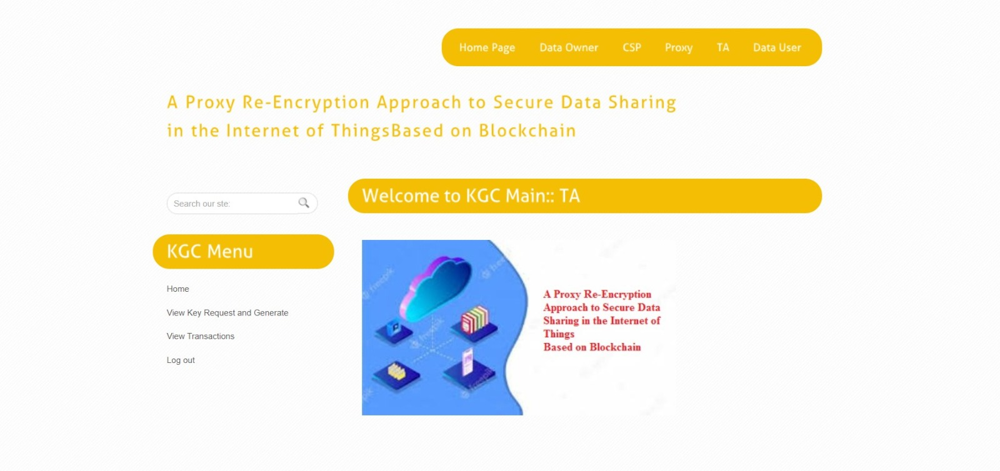 Home Page Data Owner CSP Proxy TA Data User
A Proxy Re-Encryption Approach to Secure Data Sharing
in the Internet of ThingsBased on Blockchain
Search our ste:
Welcome to KGC Main:: TA
KGC Menu
Home
View Key Request and Generate
View Transactions
Log out
A Proxy Re-Encryption
Approach to Secure Data
Sharing in the Internet of
Things
Based on Blockchain
freepik
freepik
freepik